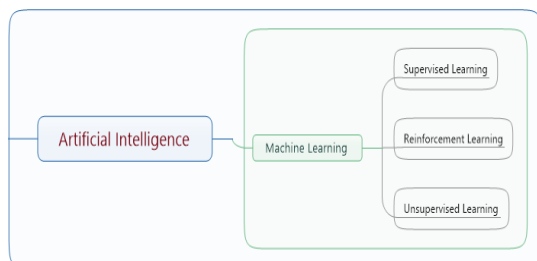 Artificial Intelligence
Machine Learning
Supervised Learning
Reinforcement Learning
Unsupervised Learning